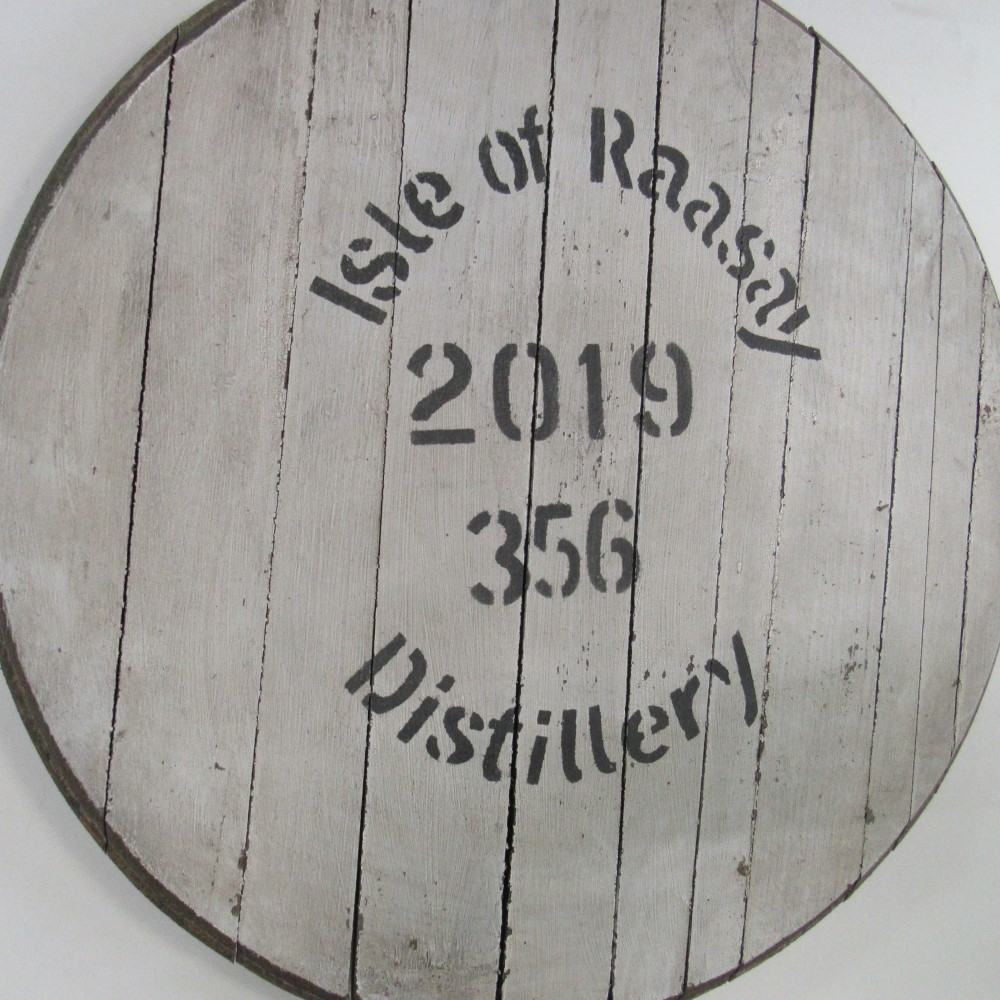 Isle of Raasay
2019
356
Distillery